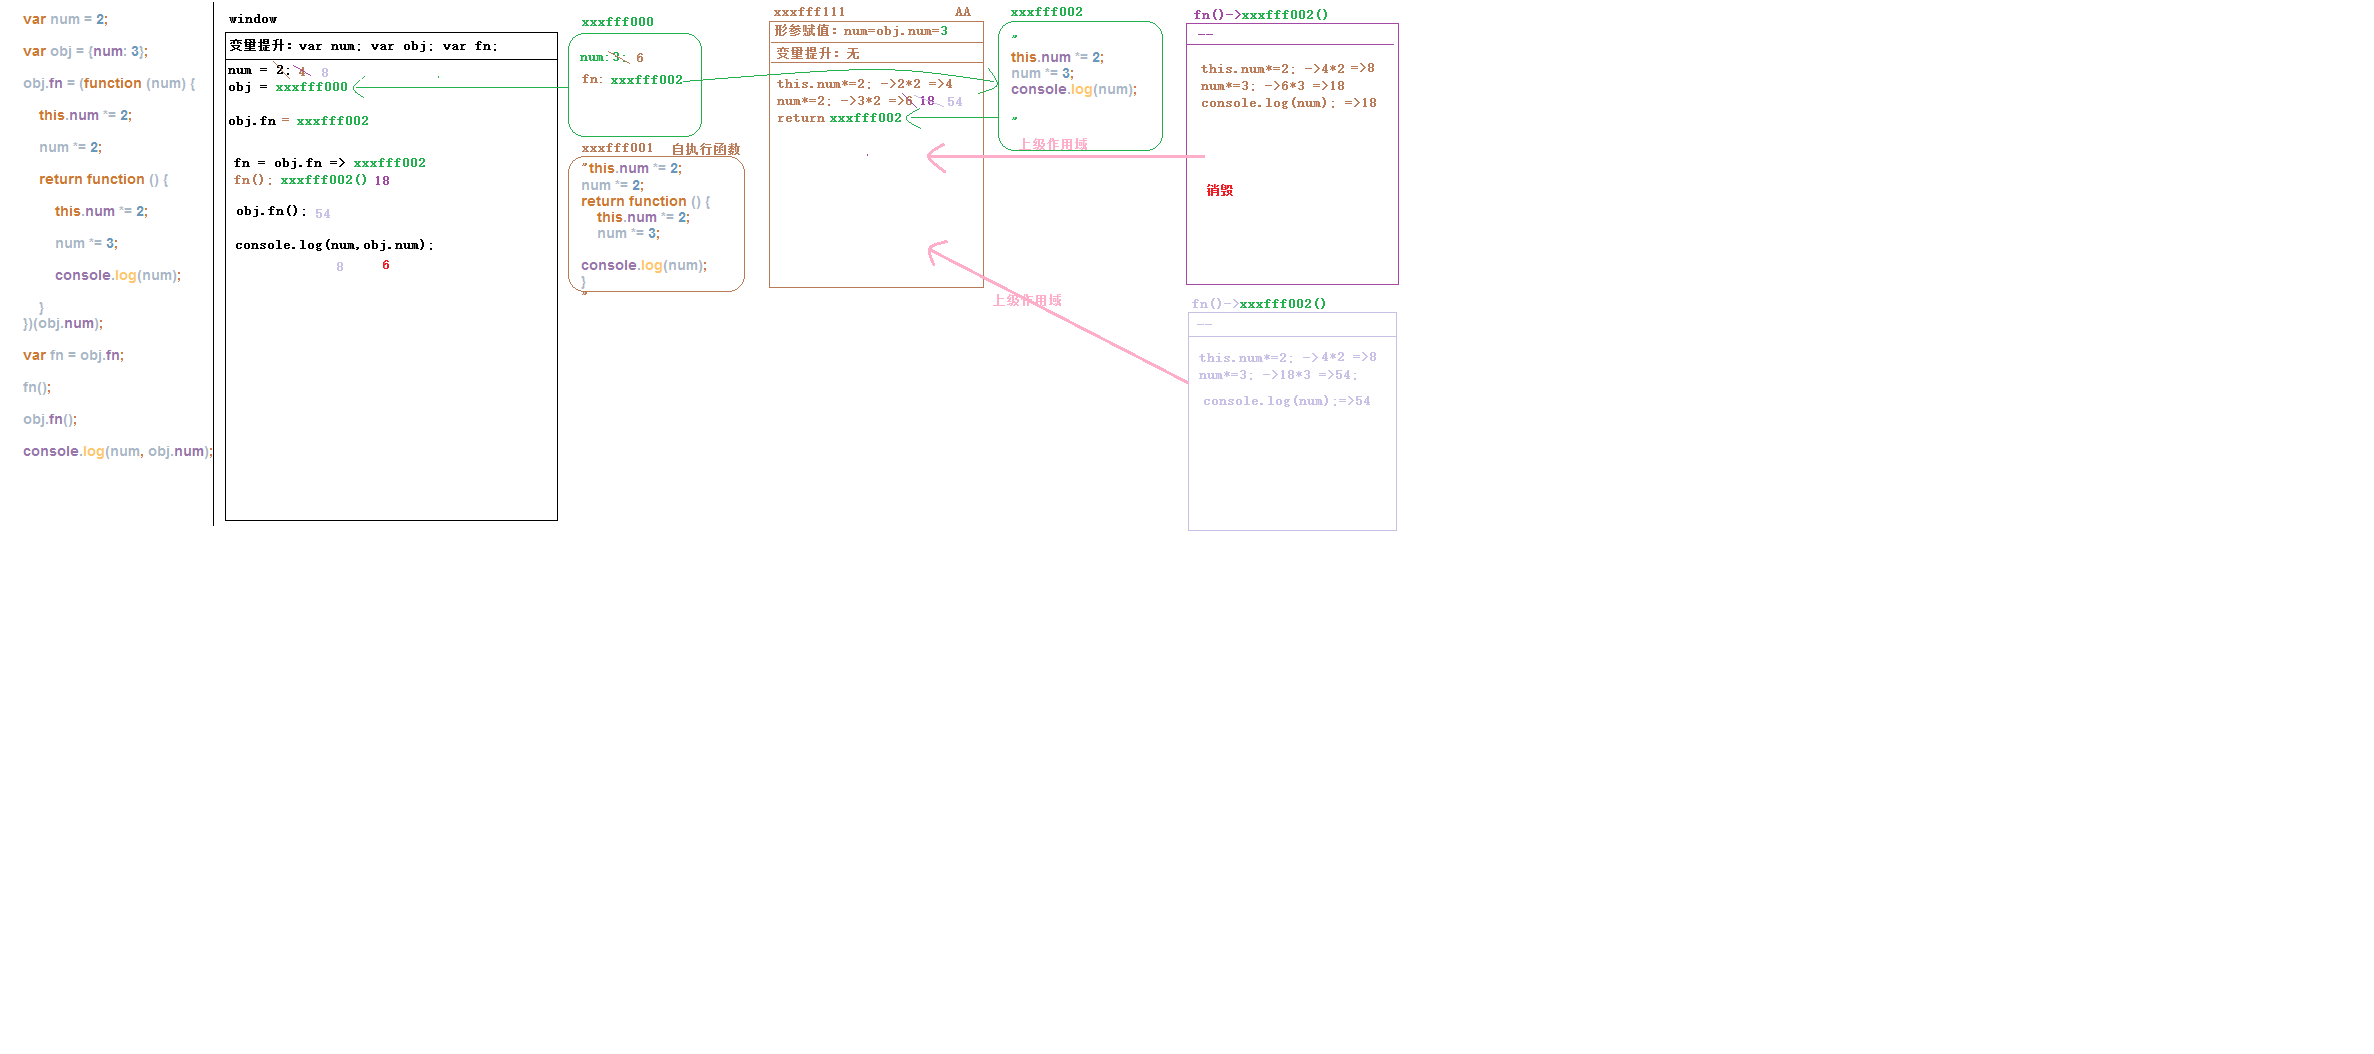 var num = 2;
var obj = {num: 3};
obj.fn = (function (num) {
this.num *= 2;
num *= 2;
return function () {
this.num *= 2;
num *= 3;
console.log(num);
}
})(obj.num);
var fn = obj.fn;
fn();
obj.fn();
console.log(num, obj.num);
window
变量提升: var num; var obj; var fn;
num = 2; 4 8
obj = xxxfff000
obj.fn = xxxfff002
fn = obj.fn => xxxfff002
fn(); xxxfff002() 18
obj.fn(); 54
console.log(num,obj.num);
8 6
xxxfff000
num:3; 6
fn: xxxfff002
xxxfff001 自执行函数
"this.num *= 2;
num *= 2;
return function () {
this.num *= 2;
num *= 3;
console.log(num);
}
"
xxxfff111 AA
形参赋值: num=obj.num=3
变量提升: 无
this.num*=2; ->2*2 =>4
num*=2; ->3*2 =>6 18 54
return xxxfff002
xxxfff002
"
this.num *= 2;
num *= 3;
console.log(num);
"
上级作用域
上级作用域
fn()->xxxfff002()
--
this.num*=2; ->4*2 =>8
num*=3; ->6*3 =>18
console.log(num); =>18
销毁
fn()->xxxfff002()
--
this.num*=2; ->4*2 =>8
num*=3; ->18*3 =>54;
console.log(num);=>54